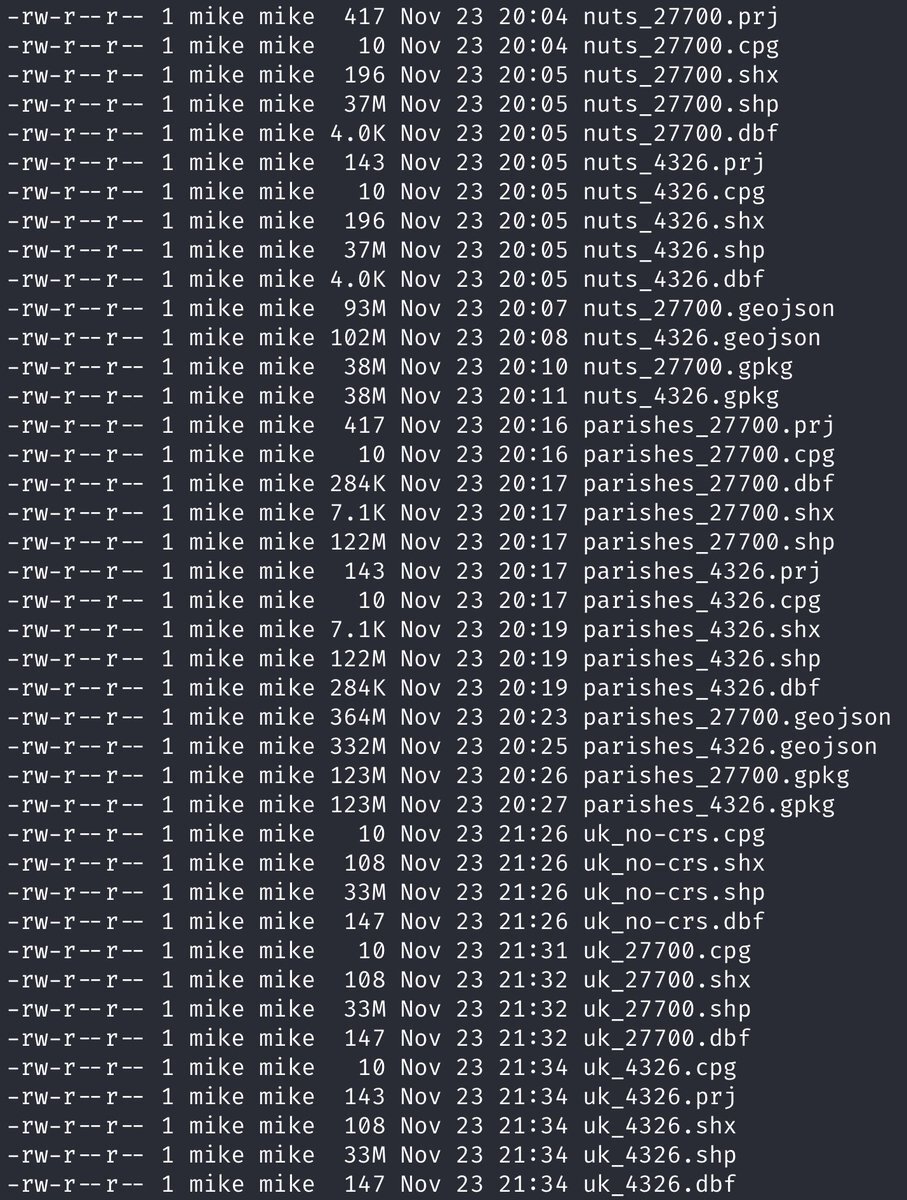 -rw-r--r-- 1 mike mike  417 Nov 23 20:04 nuts_27700.prj
-rw-r--r-- 1 mike mike   10 Nov 23 20:04 nuts_27700.cpg
-rw-r--r-- 1 mike mike  196 Nov 23 20:05 nuts_27700.shx
-rw-r--r-- 1 mike mike  37M Nov 23 20:05 nuts_27700.shp
-rw-r--r-- 1 mike mike 4.0K Nov 23 20:05 nuts_27700.dbf
-rw-r--r-- 1 mike mike  143 Nov 23 20:05 nuts_4326.prj
-rw-r--r-- 1 mike mike   10 Nov 23 20:05 nuts_4326.cpg
-rw-r--r-- 1 mike mike  196 Nov 23 20:05 nuts_4326.shx
-rw-r--r-- 1 mike mike  37M Nov 23 20:05 nuts_4326.shp
-rw-r--r-- 1 mike mike 4.0K Nov 23 20:05 nuts_4326.dbf
-rw-r--r-- 1 mike mike  93M Nov 23 20:07 nuts_27700.geojson
-rw-r--r-- 1 mike mike 102M Nov 23 20:08 nuts_4326.geojson
-rw-r--r-- 1 mike mike  38M Nov 23 20:10 nuts_27700.gpkg
-rw-r--r-- 1 mike mike  38M Nov 23 20:11 nuts_4326.gpkg
-rw-r--r-- 1 mike mike  417 Nov 23 20:16 parishes_27700.prj
-rw-r--r-- 1 mike mike   10 Nov 23 20:16 parishes_27700.cpg
-rw-r--r-- 1 mike mike 284K Nov 23 20:17 parishes_27700.dbf
-rw-r--r-- 1 mike mike 7.1K Nov 23 20:17 parishes_27700.shx
-rw-r--r-- 1 mike mike 122M Nov 23 20:17 parishes_27700.shp
-rw-r--r-- 1 mike mike  143 Nov 23 20:17 parishes_4326.prj
-rw-r--r-- 1 mike mike   10 Nov 23 20:17 parishes_4326.cpg
-rw-r--r-- 1 mike mike 7.1K Nov 23 20:19 parishes_4326.shx
-rw-r--r-- 1 mike mike 122M Nov 23 20:19 parishes_4326.shp
-rw-r--r-- 1 mike mike 284K Nov 23 20:19 parishes_4326.dbf
-rw-r--r-- 1 mike mike 364M Nov 23 20:23 parishes_27700.geojson
-rw-r--r-- 1 mike mike 332M Nov 23 20:25 parishes_4326.geojson
-rw-r--r-- 1 mike mike 123M Nov 23 20:26 parishes_27700.gpkg
-rw-r--r-- 1 mike mike 123M Nov 23 20:27 parishes_4326.gpkg
-rw-r--r-- 1 mike mike   10 Nov 23 21:26 uk_no-crs.cpg
-rw-r--r-- 1 mike mike  108 Nov 23 21:26 uk_no-crs.shx
-rw-r--r-- 1 mike mike  33M Nov 23 21:26 uk_no-crs.shp
-rw-r--r-- 1 mike mike  147 Nov 23 21:26 uk_no-crs.dbf
-rw-r--r-- 1 mike mike   10 Nov 23 21:31 uk_27700.cpg
-rw-r--r-- 1 mike mike  108 Nov 23 21:32 uk_27700.shx
-rw-r--r-- 1 mike mike  33M Nov 23 21:32 uk_27700.shp
-rw-r--r-- 1 mike mike  147 Nov 23 21:32 uk_27700.dbf
-rw-r--r-- 1 mike mike   10 Nov 23 21:34 uk_4326.cpg
-rw-r--r-- 1 mike mike  143 Nov 23 21:34 uk_4326.prj
-rw-r--r-- 1 mike mike  108 Nov 23 21:34 uk_4326.shx
-rw-r--r-- 1 mike mike  33M Nov 23 21:34 uk_4326.shp
-rw-r--r-- 1 mike mike  147 Nov 23 21:34 uk_4326.dbf